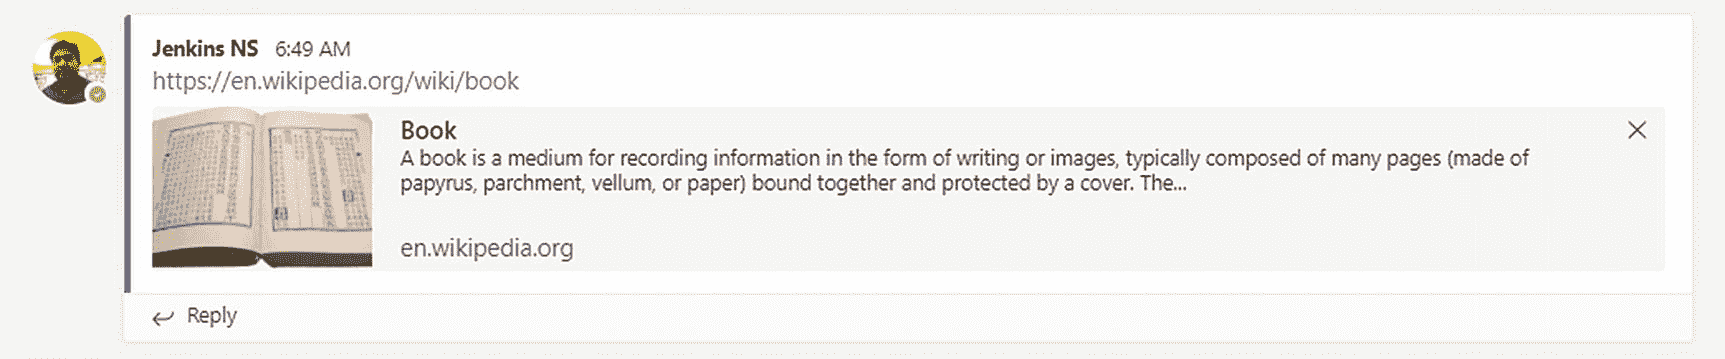 Jenkins NS 6:49 AM
https://en.wikipedia.org/wiki/book
Book
A book is a medium for recording information in the form of writing or images, typically composed of many pages (made of
papyrus, parchment, vellum, or paper) bound together and protected by a cover. The...
en.wikipedia.org
Reply